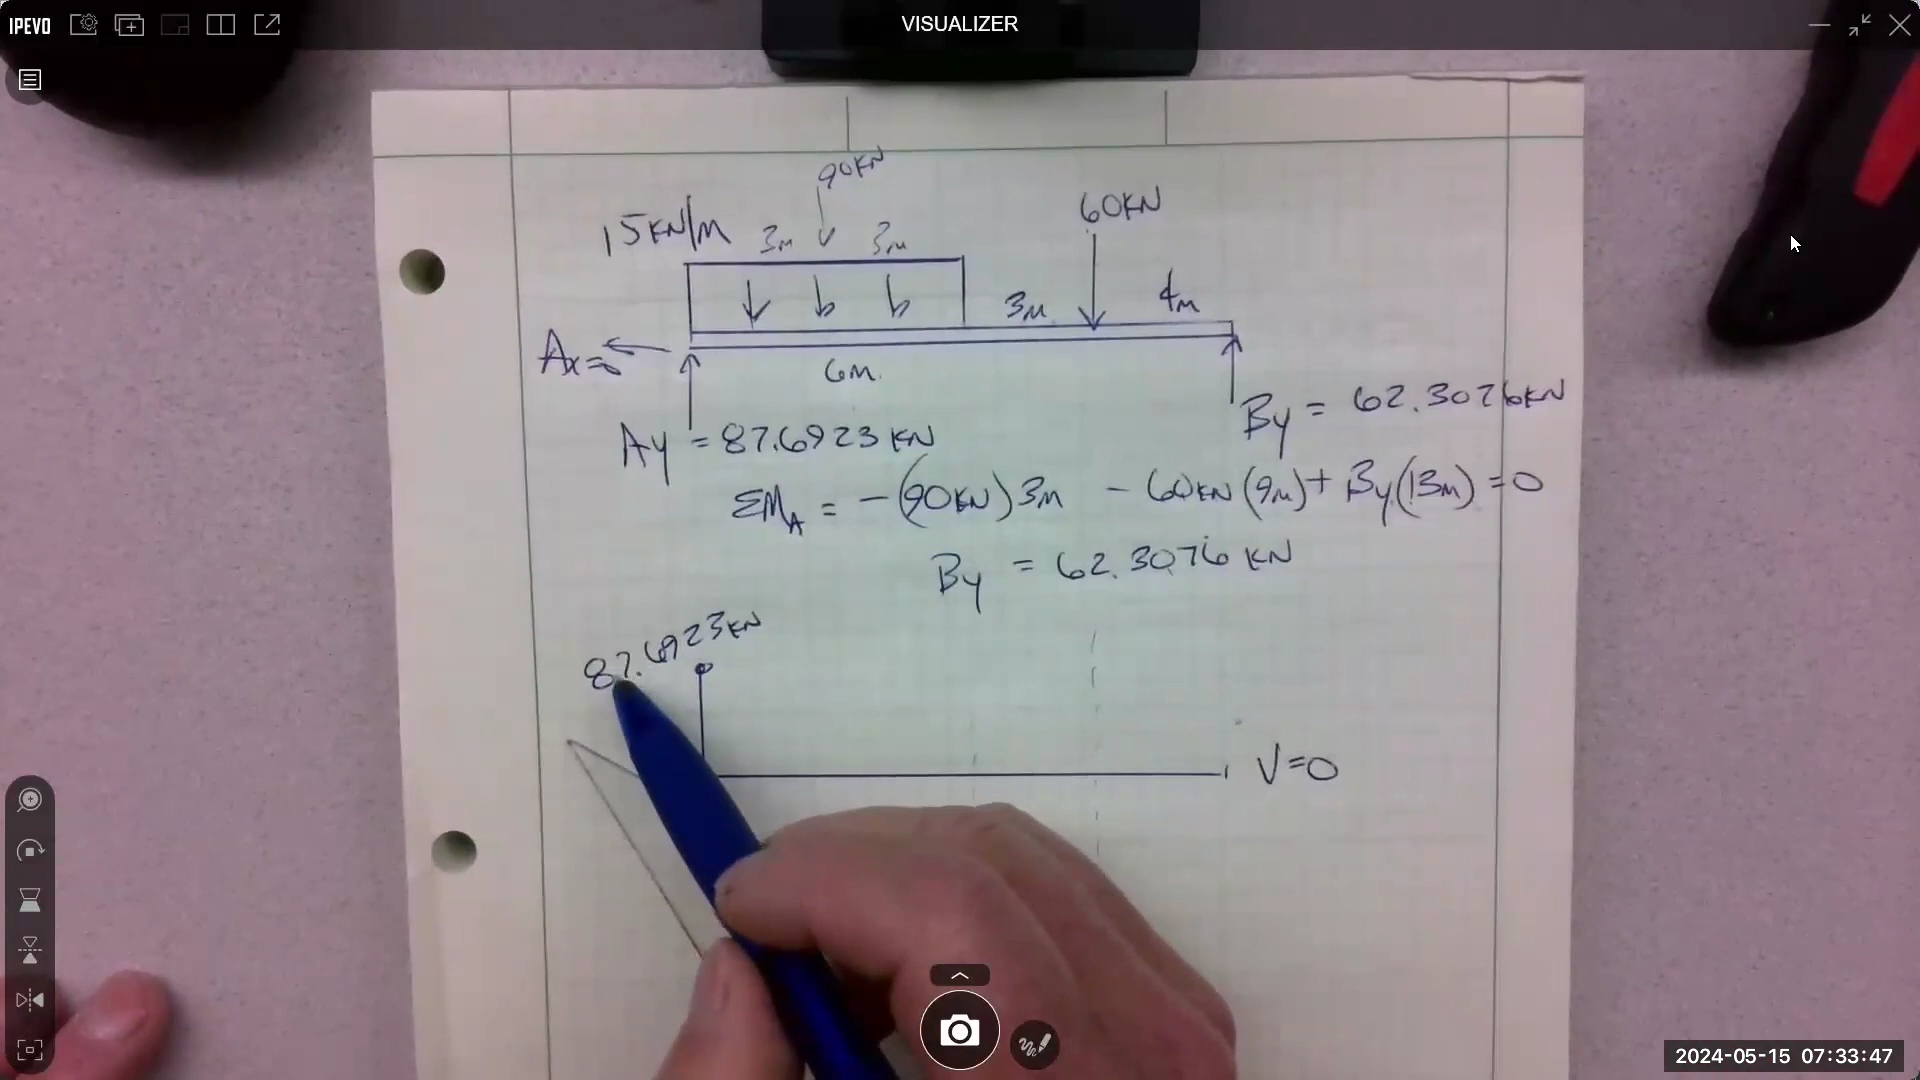 IPEVO
VISUALIZER
90KN
60KN
15KN/M
3M
3M
3M
4M
Ax=0
6M
By = 62.3076KN
Ay = 87.6923 KN
ΣMA = -(90KN)3M - 60KN(9M)+ By(13M)=0
By = 62.3076 KN
87.6923KN
V=0
2024-05-15 07:33:47